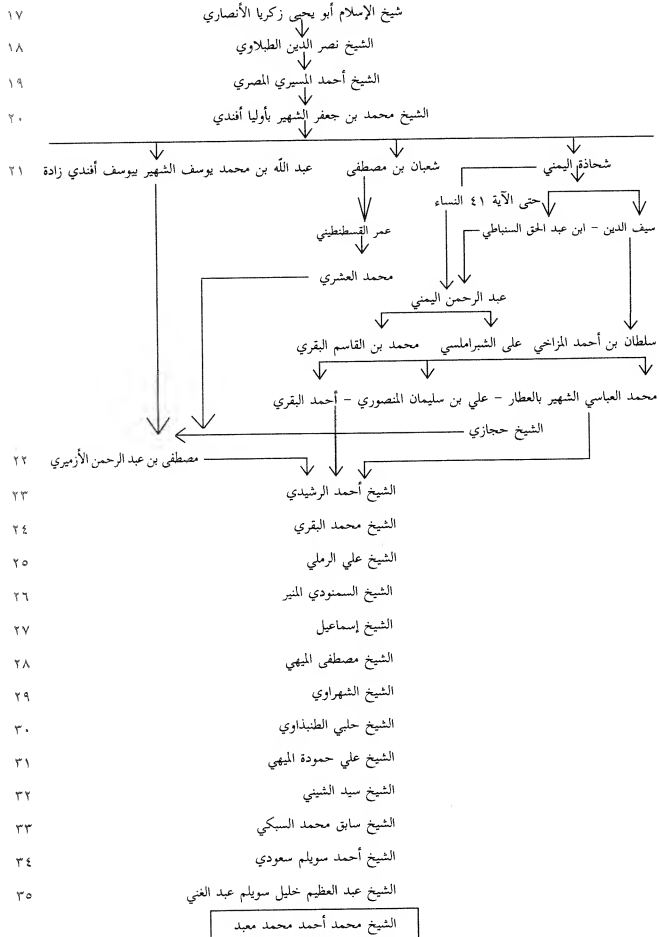 شيخ الإسلام أبو يحيى زكريا الأنصاري ١٧
الشيخ نصر الدين الطبلاوي ١٨
الشيخ أحمد المسيري المصري ١٩
الشيخ محمد بن جعفر الشهير بأوليا أفندي ٢٠
شحاذة اليمني شعبان بن مصطفى عبد اللّه بن محمد يوسف الشهير بيوسف أفندي زادة ٢١
حتى الآية ٤١ النساء
سيف الدين - ابن عبد الحق السنباطي عمر القسطنطيني
محمد العشري
عبد الرحمن اليمني
سلطان بن أحمد المزاحي على الشبراملسي محمد بن القاسم البقري
محمد العباسي الشهير بالعطار - علي بن سليمان المنصوري - أحمد البقري
الشيخ حجازي
مصطفى بن عبد الرحمن الأزميري ٢٢
الشيخ أحمد الرشيدي ٢٣
الشيخ محمد البقري ٢٤
الشيخ علي الرملي ٢٥
الشيخ السمنودي المنير ٢٦
الشيخ إسماعيل ٢٧
الشيخ مصطفى الميهي ٢٨
الشيخ الشهراوي ٢٩
الشيخ حلبي الطنبذاوي ٣٠
الشيخ علي حمودة الميهي ٣١
الشيخ سيد الشيني ٣٢
الشيخ سابق محمد السبكي ٣٣
الشيخ أحمد سويلم سعودي ٣٤
الشيخ عبد العظيم خليل سويلم عبد الغني ٣٥
الشيخ محمد أحمد محمد معبد